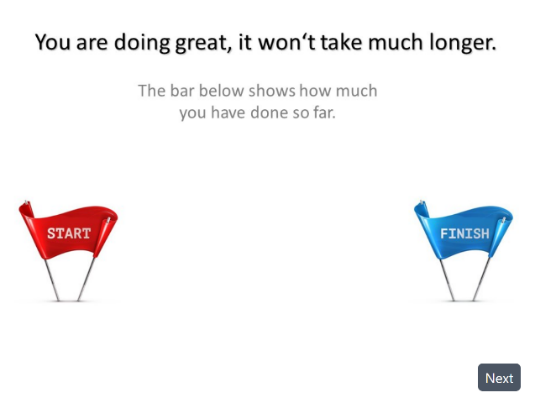 You are doing great, it won‘t take much longer.
The bar below shows how much
you have done so far.
START
FINISH
Next